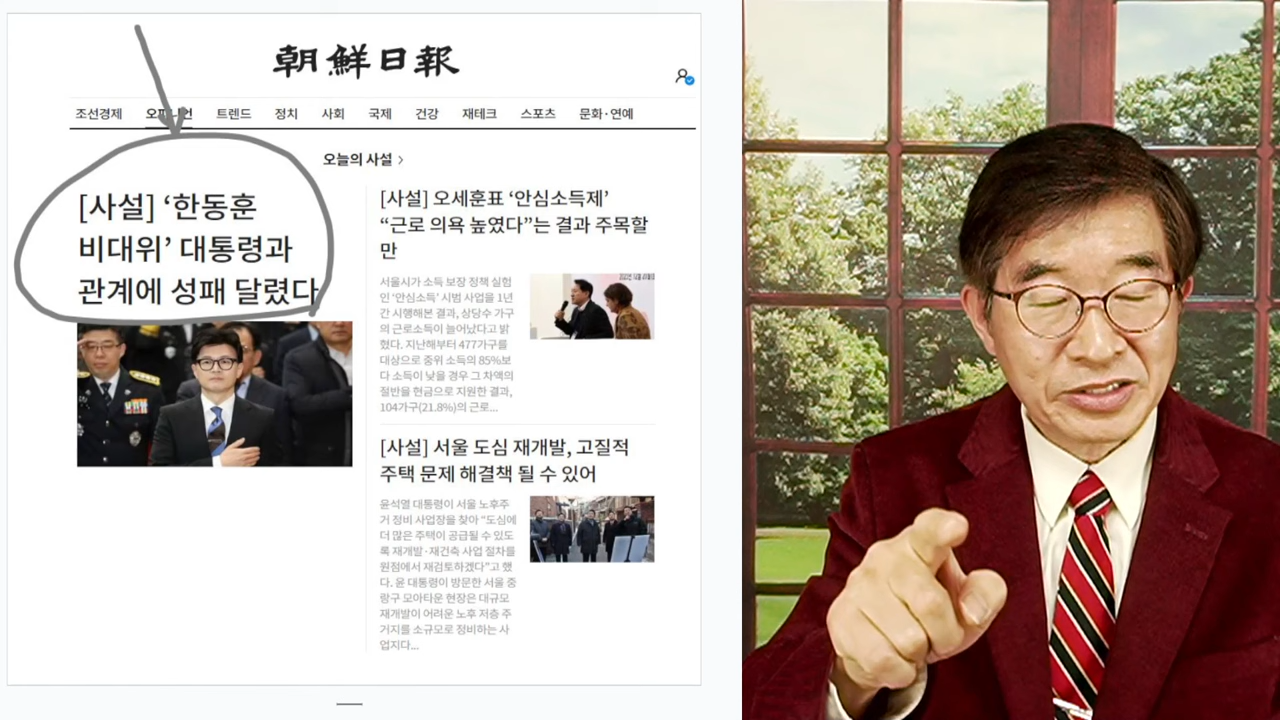 朝鮮日報
조선경제 오피니언 트렌드 정치 사회 국제 건강 재테크 스포츠 문화·연예
오늘의 사설 >
[사설] ‘한동훈
비대위’ 대통령과
관계에 성패 달렸다
[사설] 오세훈표 ‘안심소득제’
“근로 의욕 높였다”는 결과 주목할
만
서울시가 소득 보장 정책 실험
인 ‘안심소득’ 시범 사업을 1년
간 시행해본 결과, 상당수 가구
의 근로소득이 늘어났다고 밝
혔다. 지난해부터 477가구를
대상으로 중위 소득의 85%보
다 소득이 낮을 경우 그 차액의
절반을 현금으로 지원한 결과,
104가구(21.8%)의 근로...
[사설] 서울 도심 재개발, 고질적
주택 문제 해결책 될 수 있어
윤석열 대통령이 서울 노후주
거 정비 사업장을 찾아 “도심에
더 많은 주택이 공급될 수 있도
록 재개발·재건축 사업 절차를
원점에서 재검토하겠다”고 했
다. 윤 대통령이 방문한 서울 중
랑구 모아타운 현장은 대규모
재개발이 어려운 노후 저층 주
거지를 소규모로 정비하는 사
업지다...